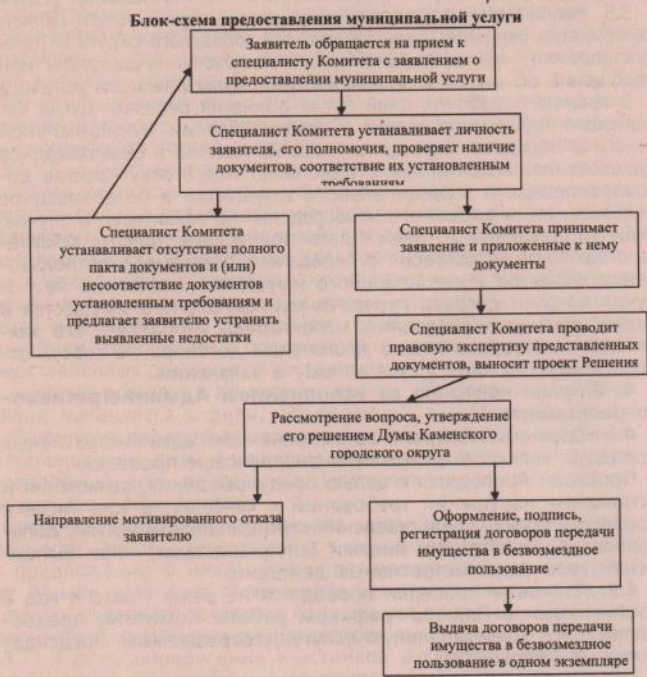 Блок-схема предоставления муниципальной услуги
Заявитель обращается на прием к
специалисту Комитета с заявлением о
предоставлении муниципальной услуги
Специалист Комитета устанавливает личность
заявителя, его полномочия, проверяет наличие
документов, соответствие их установленным
требованиям
Специалист Комитета
устанавливает отсутствие полного
пакета документов и (или)
несоответствие документов
установленным требованиям и
предлагает заявителю устранить
выявленные недостатки
Специалист Комитета принимает
заявление и приложенные к нему
документы
Специалист Комитета проводит
правовую экспертизу представленных
документов, выносит проект Решения
Рассмотрение вопроса, утверждение
его решением Думы Каменского
городского округа
Направление мотивированного отказа
заявителю
Оформление, подпись,
регистрация договоров передачи
имущества в безвозмездное
пользование
Выдача договоров передачи
имущества в безвозмездное
пользование в одном экземпляре